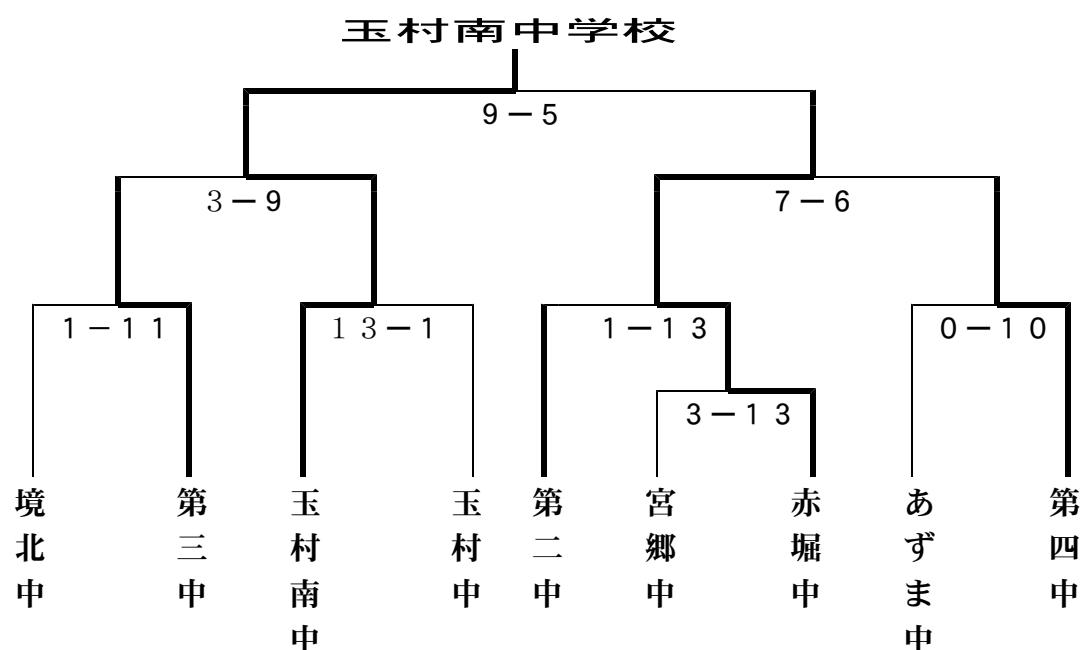 玉村南中学校
9－5
3－9
7－6
1－11
13－1
1－13
0－10
3－13
境北中
第三中
玉村南中
玉村中
第二中
宮郷中
赤堀中
あずま中
第四中